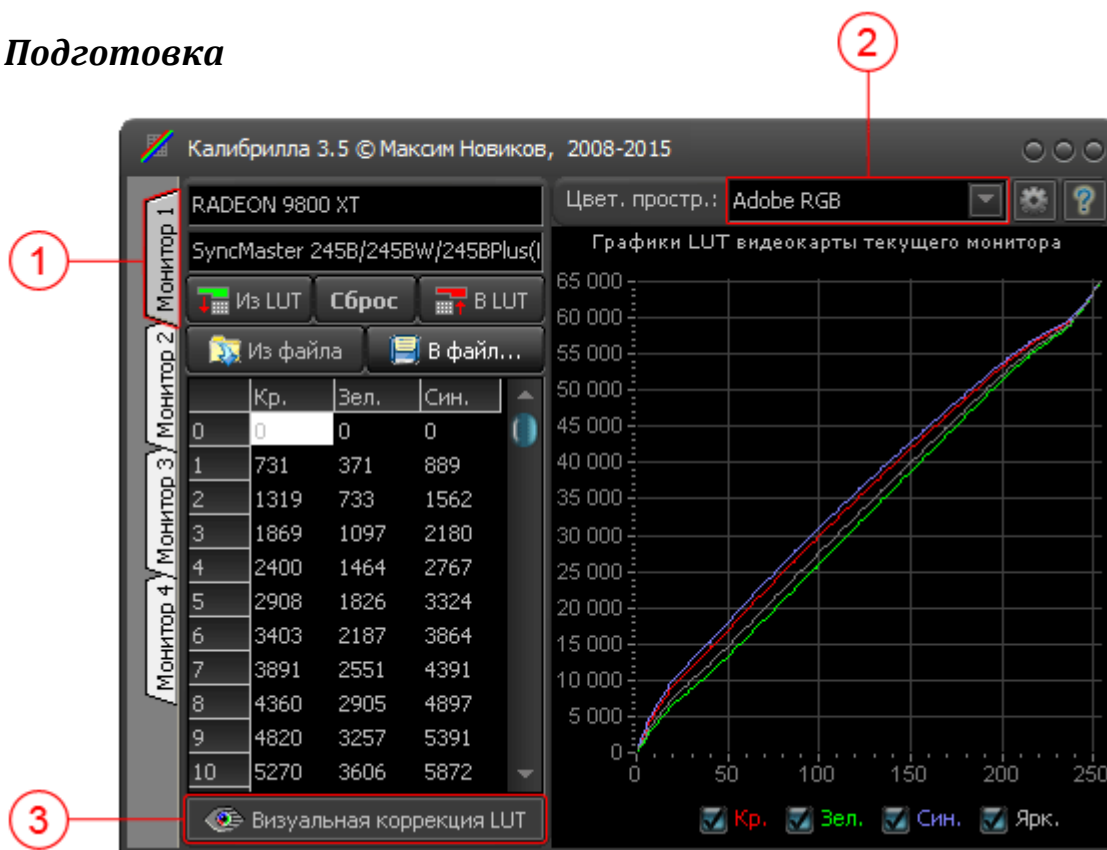 Подготовка
2
Калибрилла 3.5 © Максим Новиков, 2008-2015
1
Монитор 1
Монитор 2
Монитор 3
Монитор 4
RADEON 9800 XT
SyncMaster 245B/245BW/245BPlus(
Из LUT Сброс В LUT
Из файла В файл...
Кр. Зел. Син.
0 0 0 0
1 731 371 889
2 1319 733 1562
3 1869 1097 2180
4 2400 1464 2767
5 2908 1826 3324
6 3403 2187 3864
7 3891 2551 4391
8 4360 2905 4897
9 4820 3257 5391
10 5270 3606 5872
3
Визуальная коррекция LUT
Цвет. простр.: Adobe RGB
?
Графики LUT видеокарты текущего монитора
65 000
60 000
55 000
50 000
45 000
40 000
35 000
30 000
25 000
20 000
15 000
10 000
5 000
0
0 50 100 150 200 250
Кр. Зел. Син. Ярк.